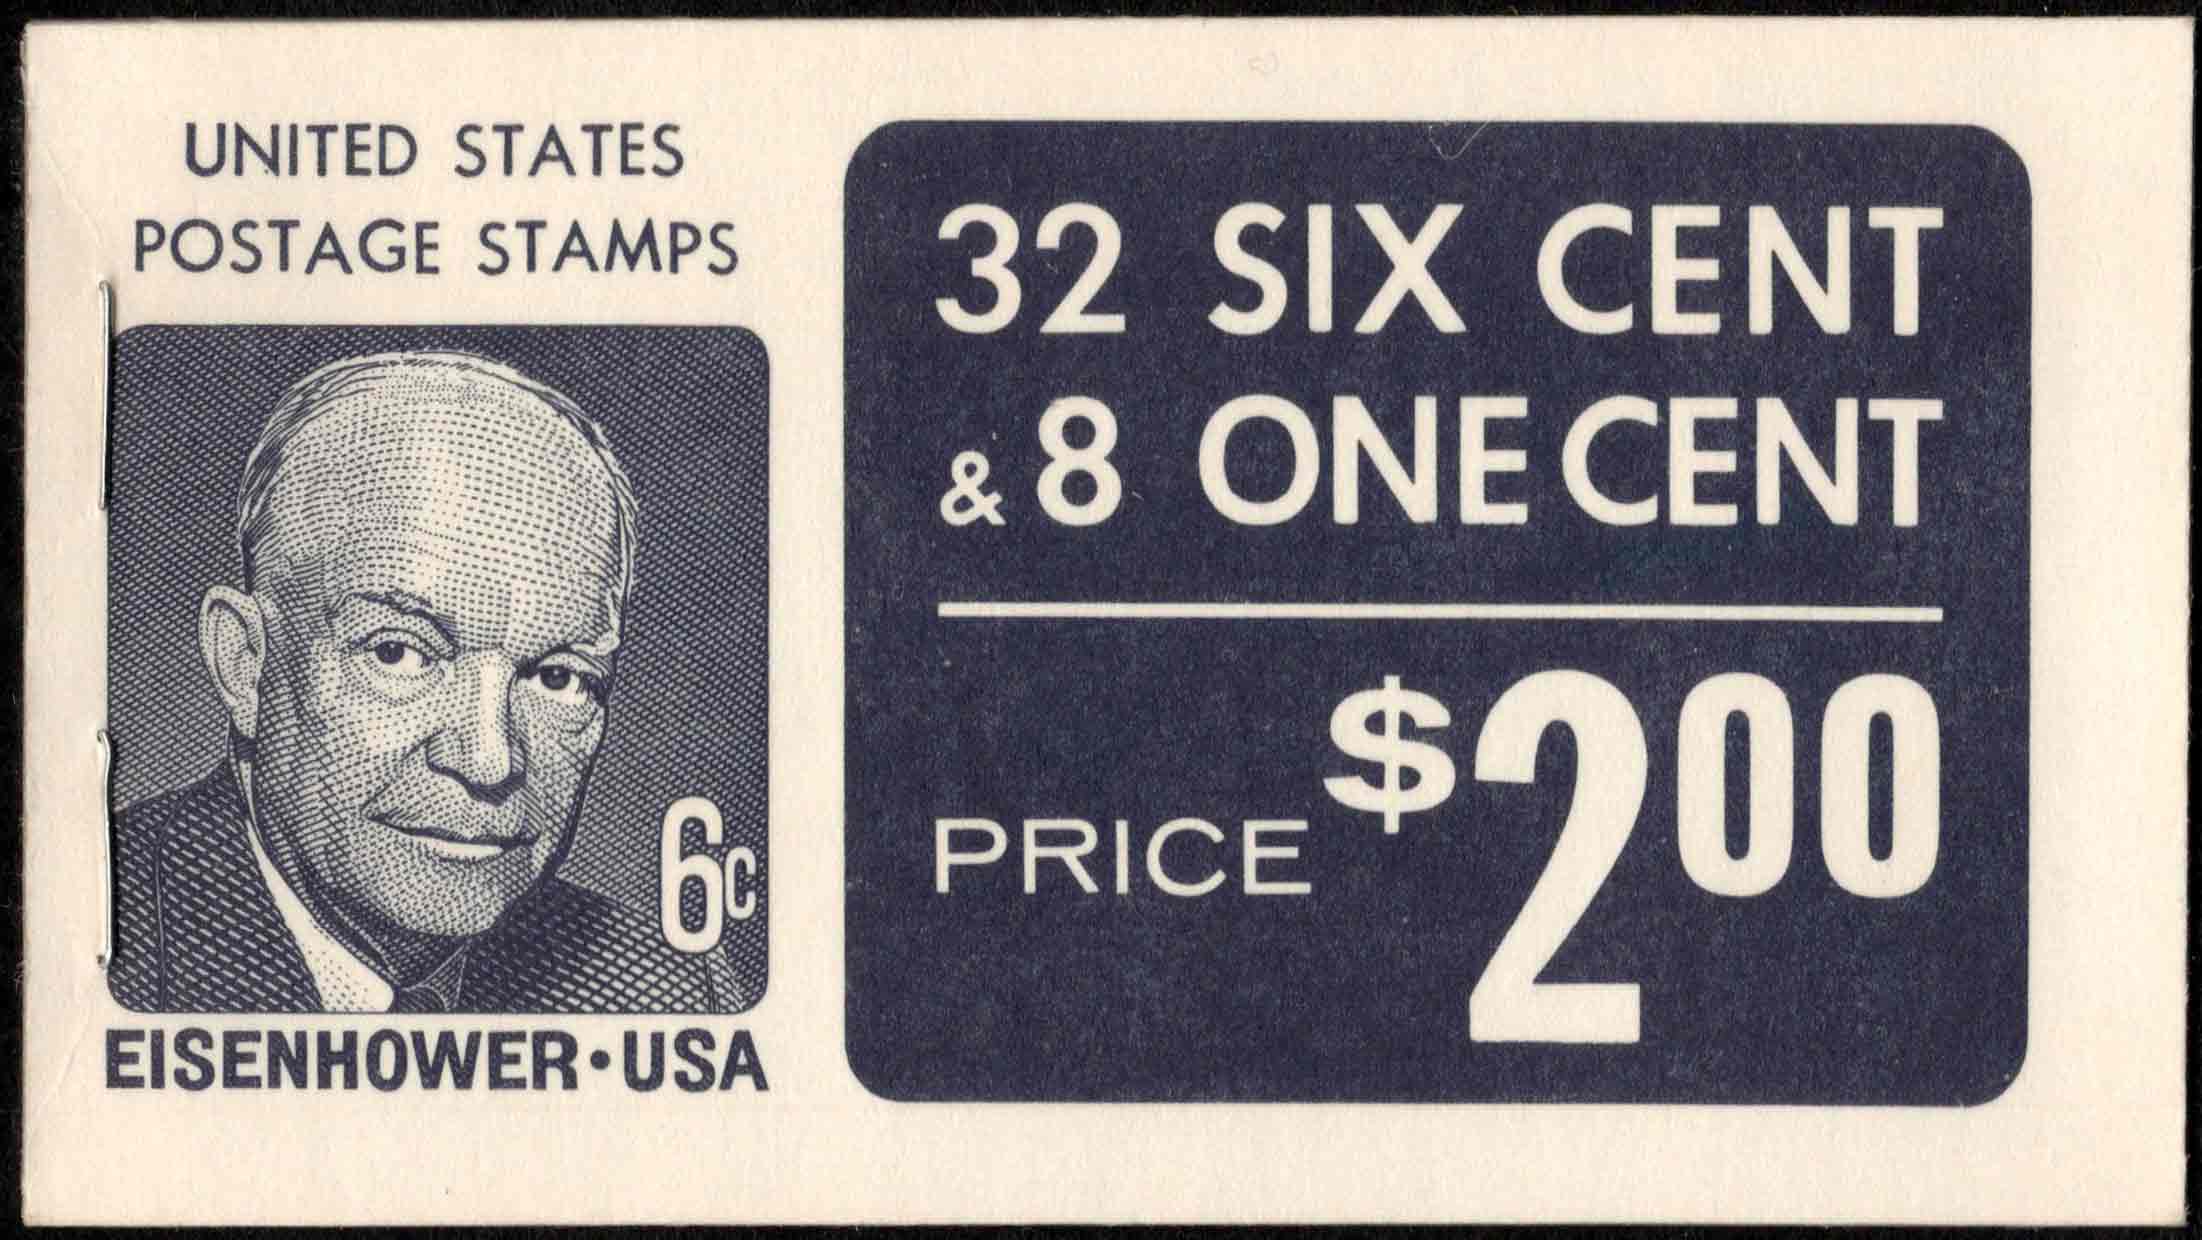 UNITED STATES
POSTAGE STAMPS
6c
EISENHOWER • USA
32 SIX CENT
& 8 ONE CENT
PRICE $2.00